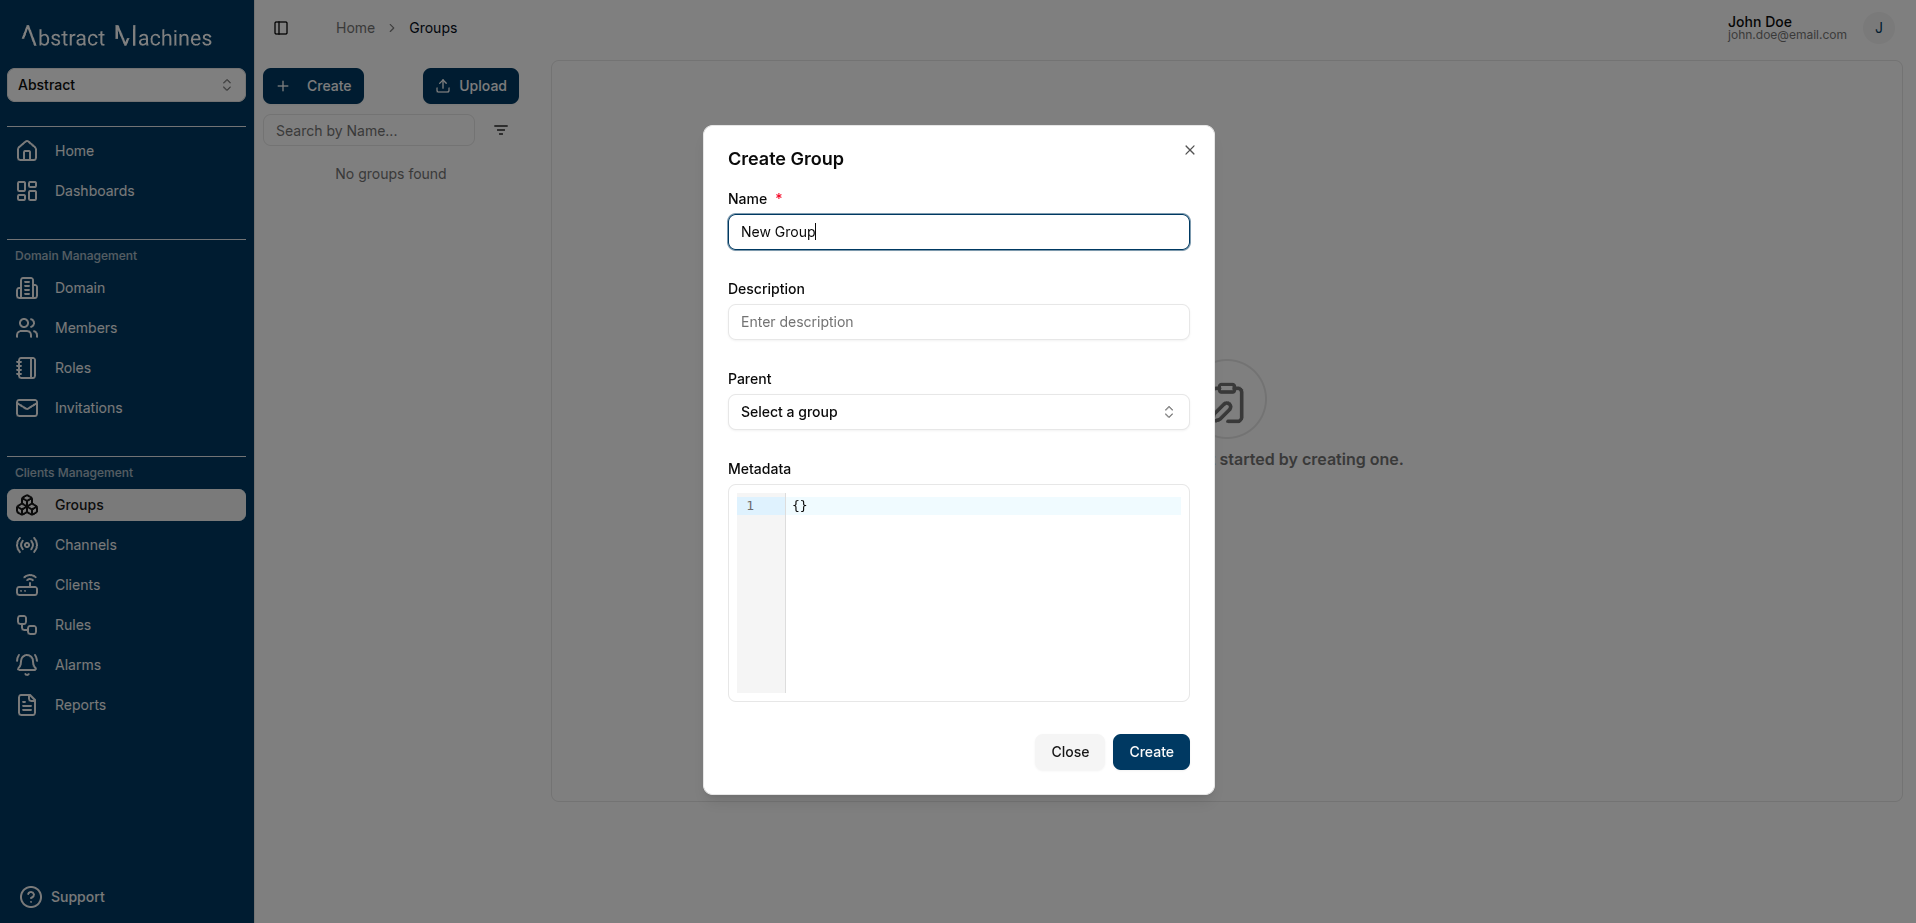 Abstract Machines
Abstract
Home
Dashboards
Domain Management
Domain
Members
Roles
Invitations
Clients Management
Groups
Channels
Clients
Rules
Alarms
Reports
Support
Home > Groups
John Doe
john.doe@email.com
J
+ Create
Upload
Search by Name...
No groups found
started by creating one.
Create Group
Name *
New Group
Description
Enter description
Parent
Select a group
Metadata
1 {}
Close
Create